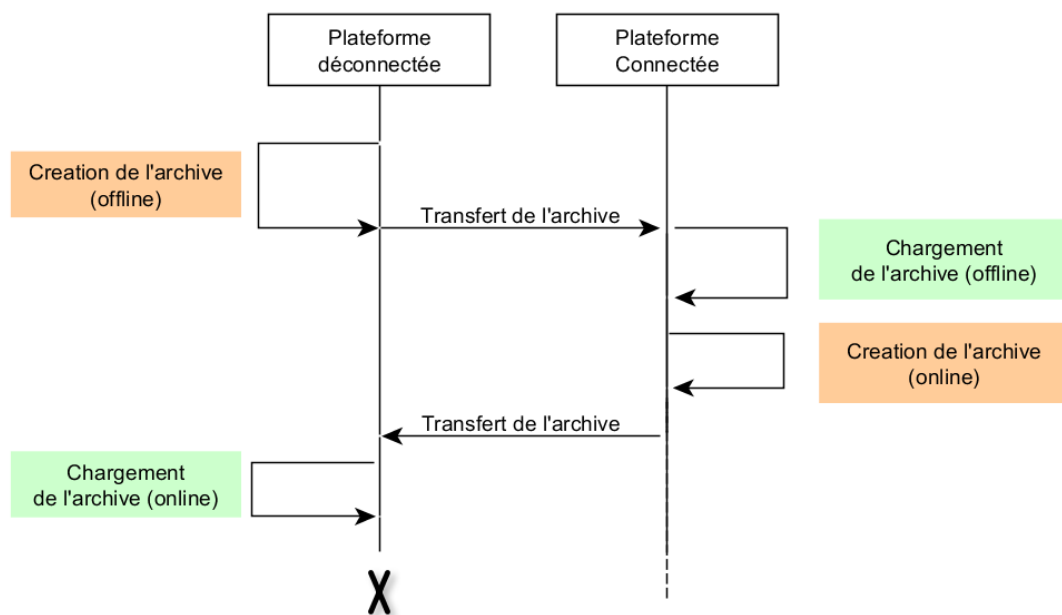 Plateforme
déconnectée
Plateforme
Connectée
Creation de l'archive
(offline)
Transfert de l'archive
Chargement
de l'archive (offline)
Creation de l'archive
(online)
Transfert de l'archive
Chargement
de l'archive (online)